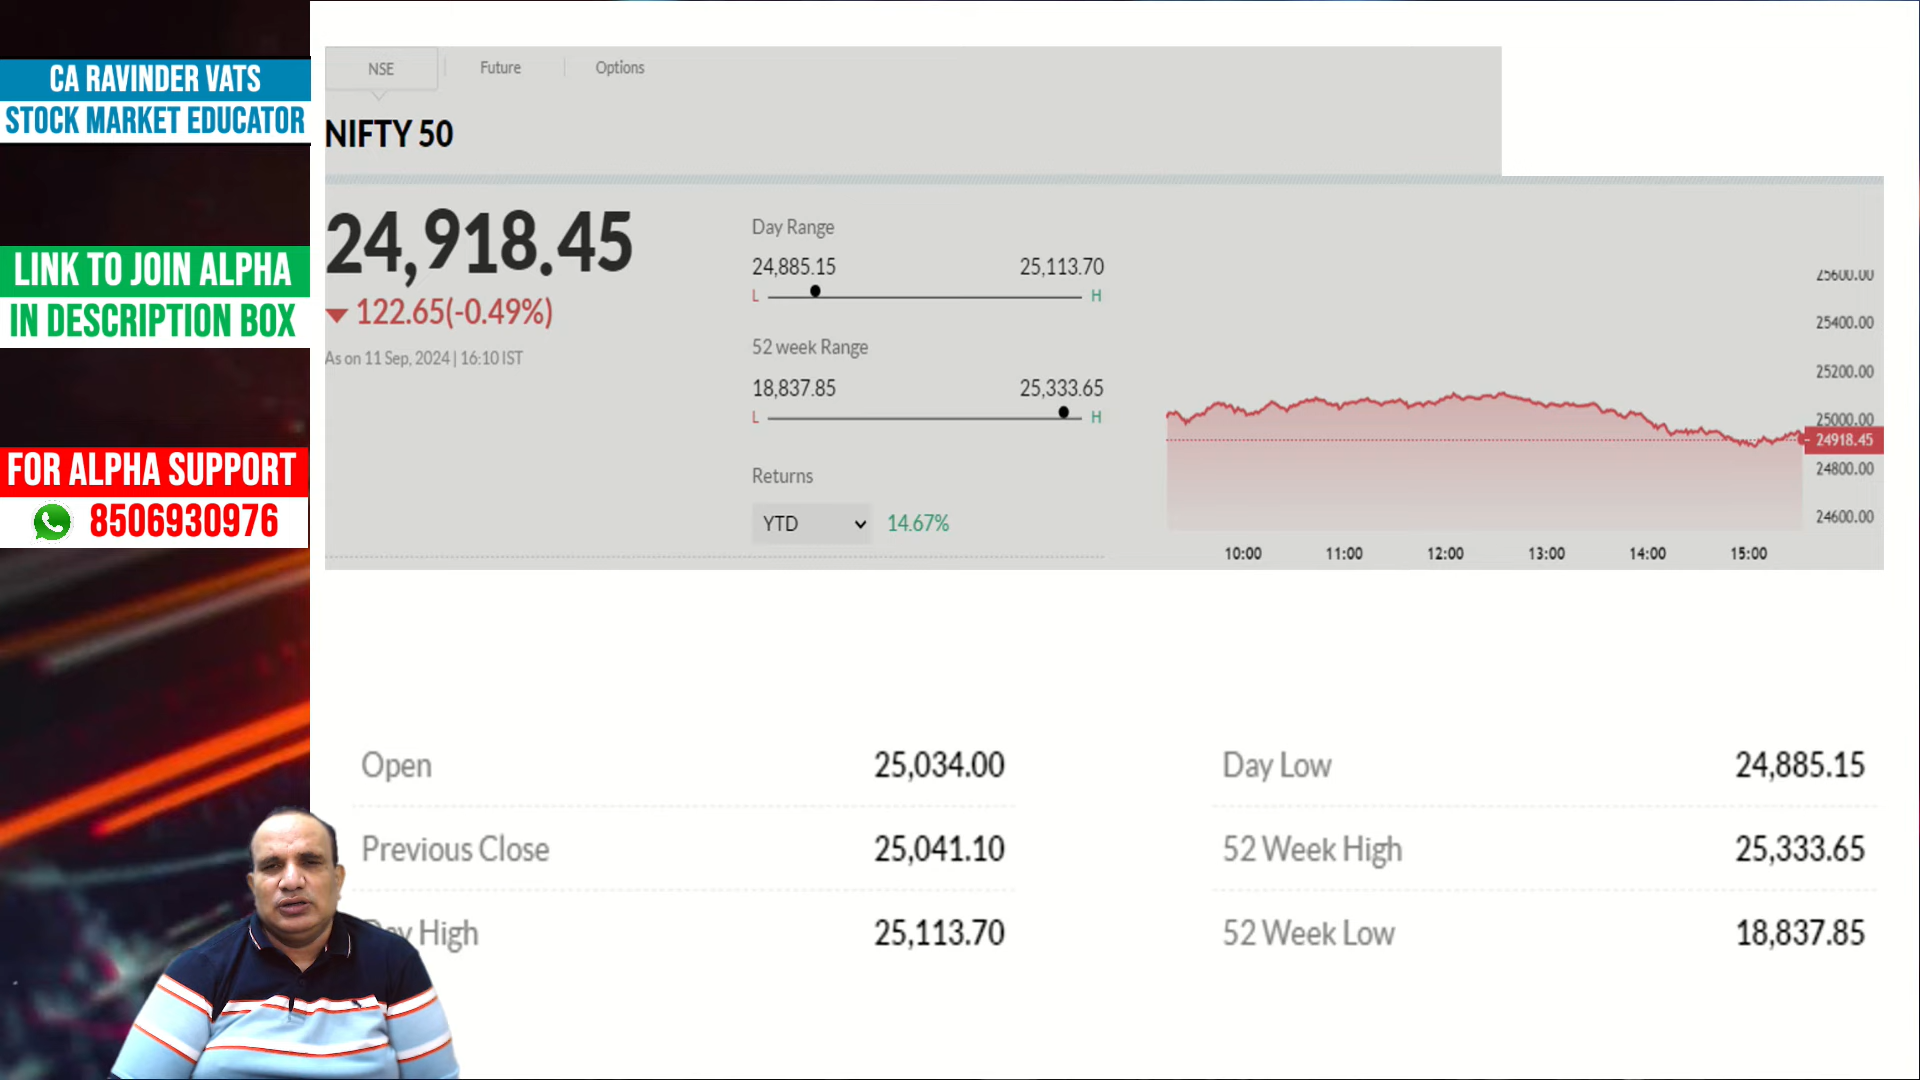 CA RAVINDER VATS
STOCK MARKET EDUCATOR
LINK TO JOIN ALPHA
IN DESCRIPTION BOX
FOR ALPHA SUPPORT
8506930976
NSE Future Options
NIFTY 50
24,918.45
122.65(-0.49%)
As on 11 Sep, 2024 | 16:10 IST
Day Range
24,885.15 25,113.70
L H
52 week Range
18,837.85 25,333.65
L H
Returns
YTD 14.67%
25600.00
25400.00
25200.00
25000.00
24918.45
24800.00
24600.00
10:00 11:00 12:00 13:00 14:00 15:00
Open 25,034.00
Previous Close 25,041.10
Day High 25,113.70
Day Low 24,885.15
52 Week High 25,333.65
52 Week Low 18,837.85